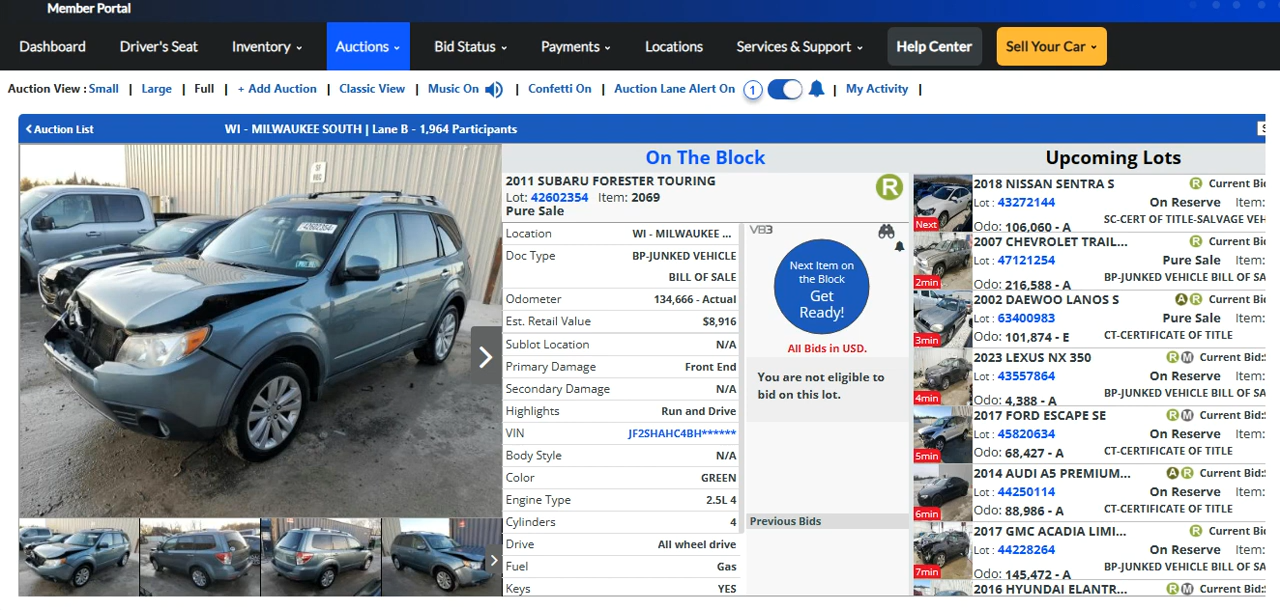 Member Portal
Dashboard Driver's Seat Inventory Auctions Bid Status Payments Locations Services & Support Help Center Sell Your Car
Auction View : Small | Large | Full | + Add Auction | Classic View | Music On | Confetti On | Auction Lane Alert On 1 | My Activity |
Auction List WI - MILWAUKEE SOUTH | Lane B - 1,964 Participants
42602354
On The Block
2011 SUBARU FORESTER TOURING
Lot: 42602354 Item: 2069
Pure Sale
R
Location WI - MILWAUKEE ...
Doc Type BP-JUNKED VEHICLE
BILL OF SALE
Odometer 134,666 - Actual
Est. Retail Value $8,916
Sublot Location N/A
Primary Damage Front End
Secondary Damage N/A
Highlights Run and Drive
VIN JF2SHAHC4BH******
Body Style N/A
Color GREEN
Engine Type 2.5L 4
Cylinders 4
Drive All wheel drive
Fuel Gas
Keys YES
VB3
Next Item on
the Block
Get
Ready!
All Bids in USD.
You are not eligible to
bid on this lot.
Previous Bids
Upcoming Lots
2018 NISSAN SENTRA S R Current Bid
Lot : 43272144 On Reserve Item:
Next Odo: 106,060 - A SC-CERT OF TITLE-SALVAGE VEH
2007 CHEVROLET TRAIL... R Current Bid
Lot : 47121254 Pure Sale Item:
2min Odo: 216,588 - A BP-JUNKED VEHICLE BILL OF SA
2002 DAEWOO LANOS S A R Current Bid
Lot : 63400983 Pure Sale Item:
3min Odo: 101,874 - E CT-CERTIFICATE OF TITLE
2023 LEXUS NX 350 R M Current Bid:
Lot : 43557864 On Reserve Item:
4min Odo: 4,388 - A BP-JUNKED VEHICLE BILL OF SA
2017 FORD ESCAPE SE R M Current Bid:
Lot : 45820634 On Reserve Item:
5min Odo: 68,427 - A CT-CERTIFICATE OF TITLE
2014 AUDI A5 PREMIUM... A R Current Bid:
Lot : 44250114 On Reserve Item:
6min Odo: 88,986 - A CT-CERTIFICATE OF TITLE
2017 GMC ACADIA LIMI... R Current Bid
Lot : 44228264 On Reserve Item:
7min Odo: 145,472 - A BP-JUNKED VEHICLE BILL OF SA
2016 HYUNDAI ELANTR... R M Current Bid: